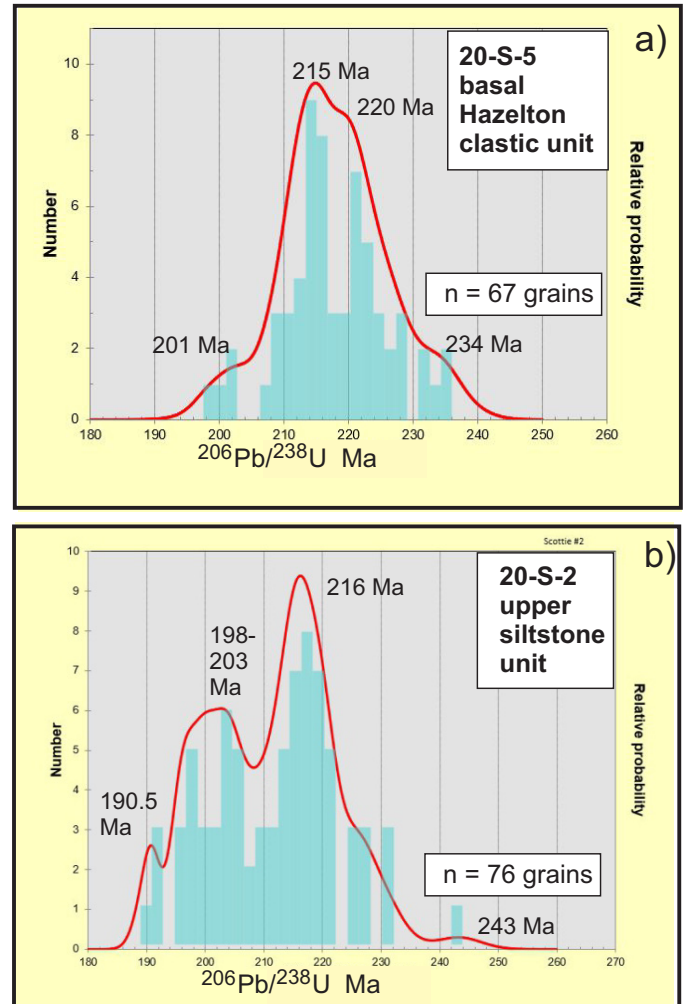 a)
20-S-5
basal
Hazelton
clastic unit
215 Ma
220 Ma
201 Ma
234 Ma
n = 67 grains
Number
Relative probability
10
8
6
4
2
0
180 190 200 210 220 230 240 250 260
206Pb/238U Ma
Scottie #2
b)
20-S-2
upper
siltstone
unit
216 Ma
198-
203
Ma
190.5
Ma
243 Ma
n = 76 grains
Number
Relative probability
10
9
8
7
6
5
4
3
2
1
0
180 190 200 210 220 230 240 250 260 270
206Pb/238U Ma